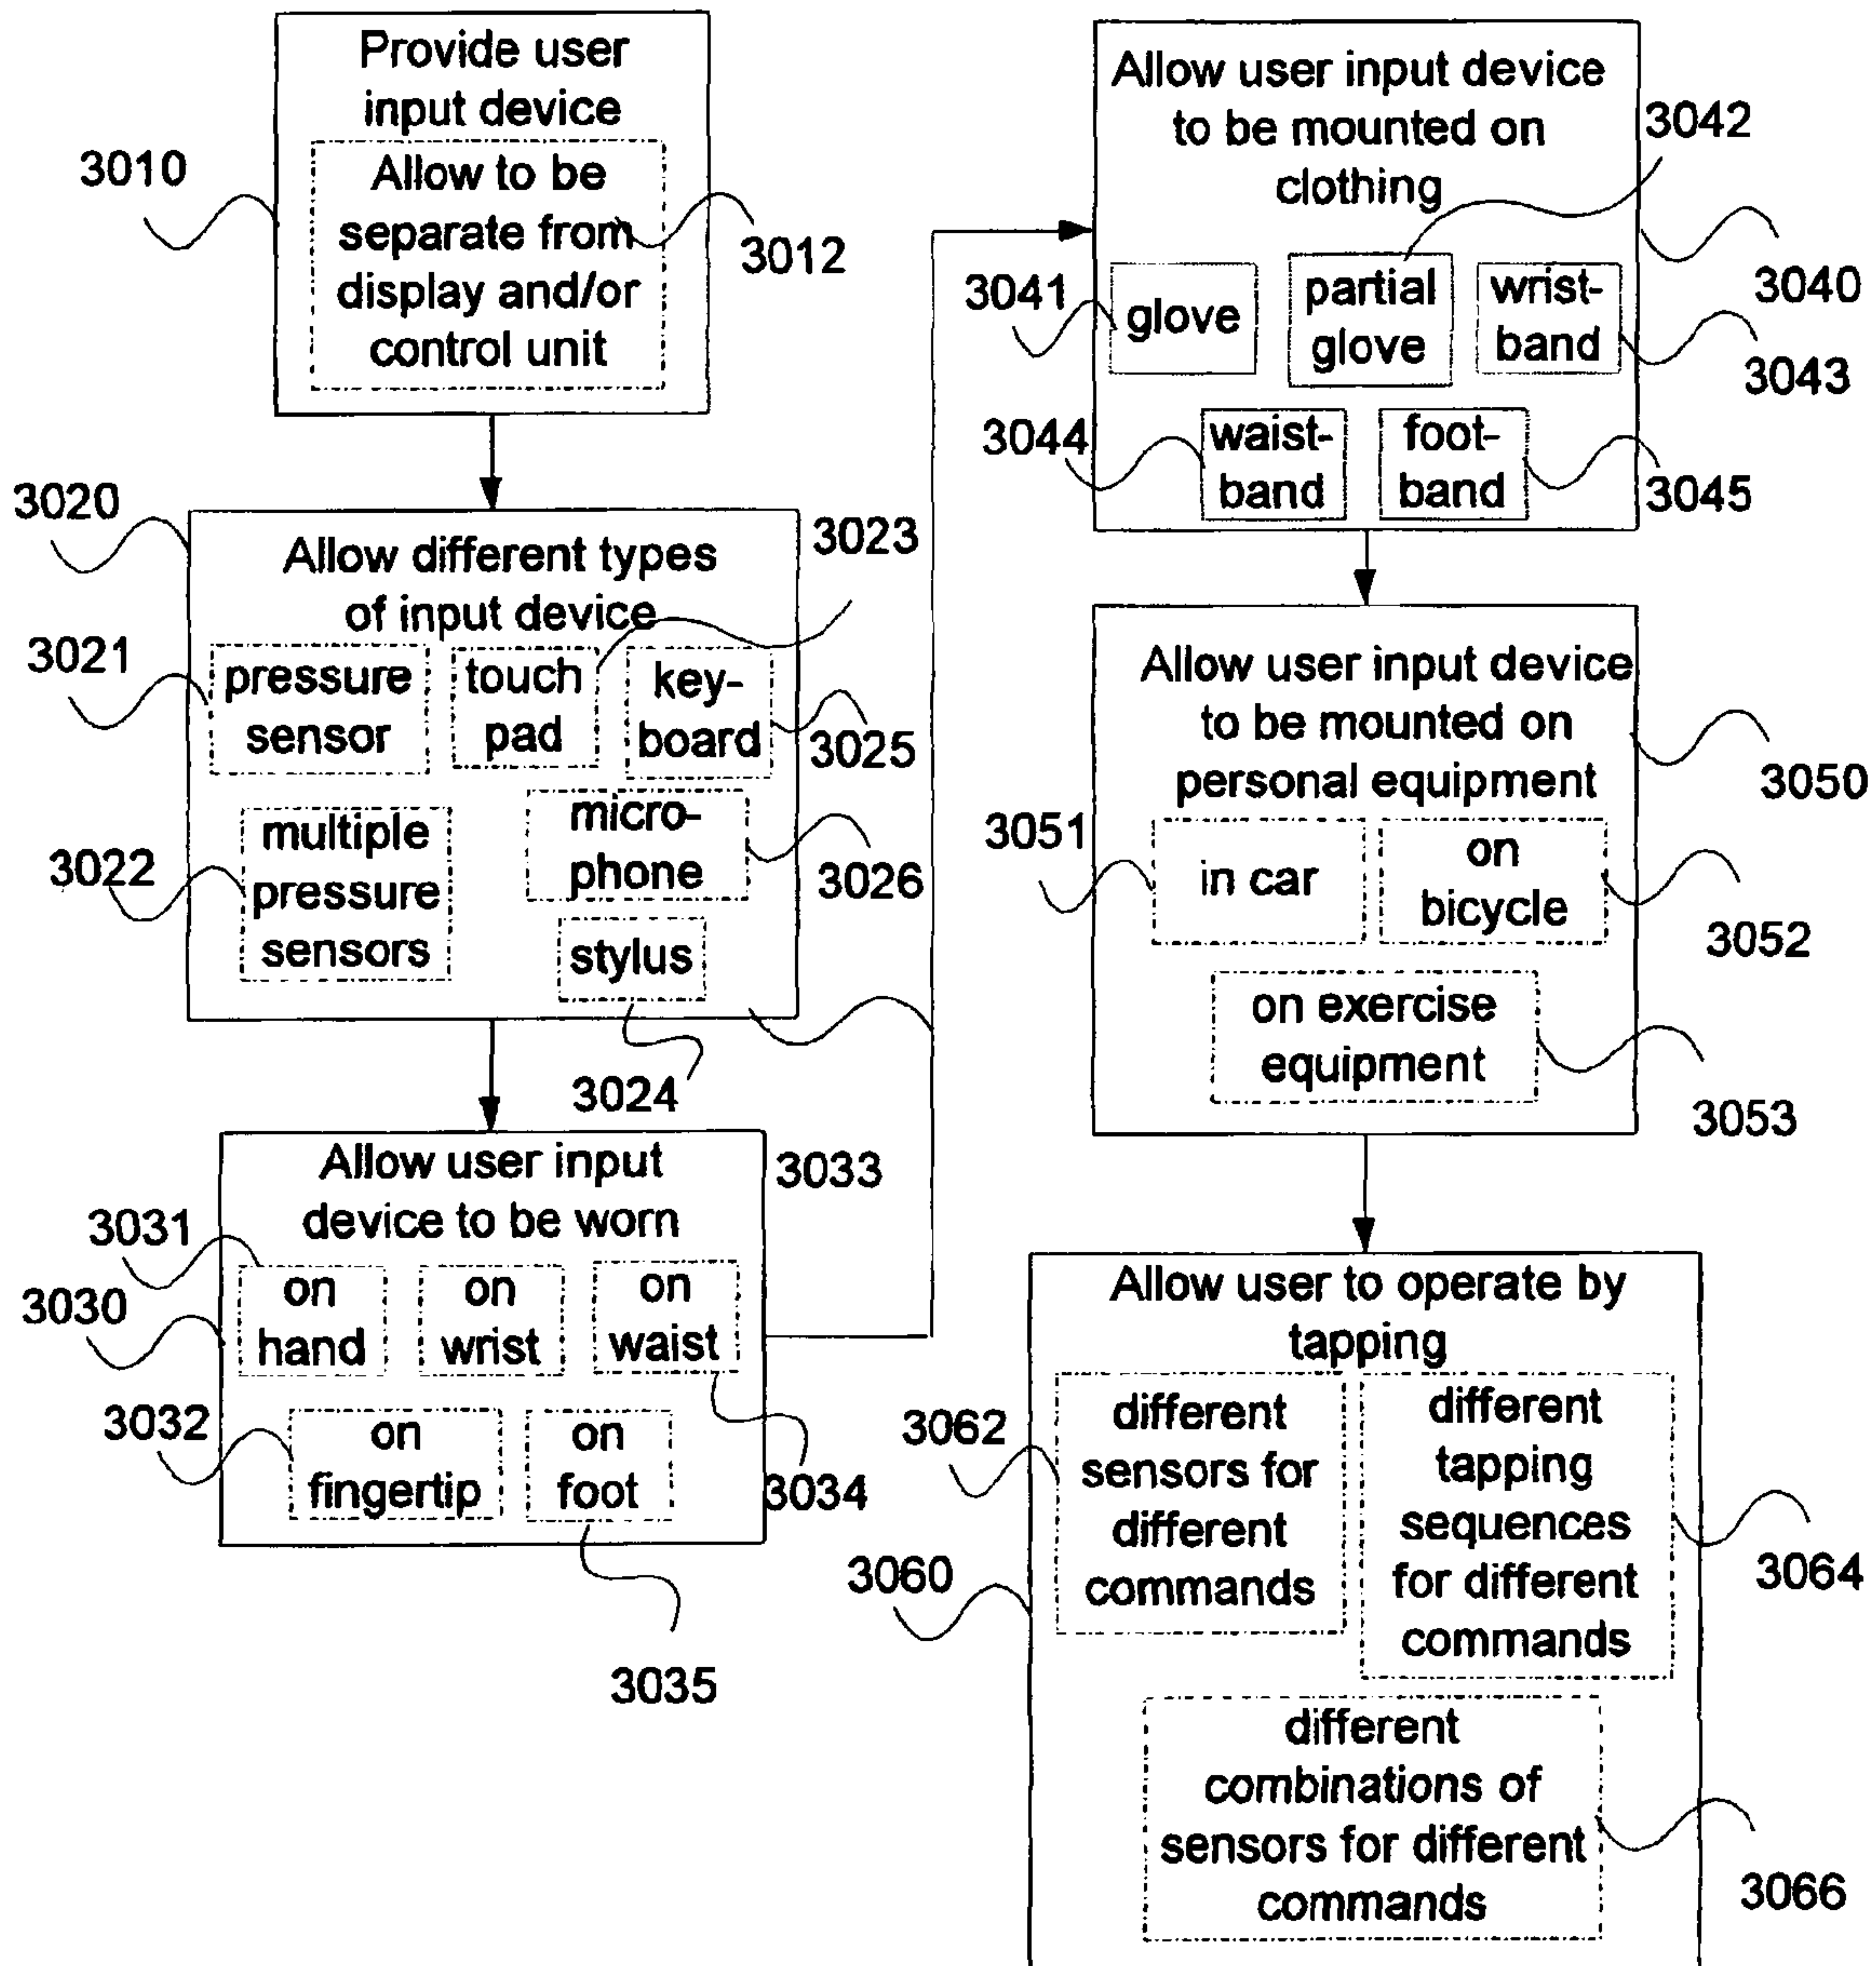 Provide user
input device
3010
Allow to be
separate from
display and/or
control unit
3012
3020
Allow different types
of input device
3023
3021
pressure
sensor
touch
pad
key-
board
3025
3022
multiple
pressure
sensors
micro-
phone
3026
stylus
3024
Allow user input
device to be worn
3033
3031
3030
on
hand
on
wrist
on
waist
3032
on
fingertip
on
foot
3034
3035
Allow user input device
to be mounted on
clothing
3042
3040
3041
glove
partial
glove
wrist-
band
3043
3044
waist-
band
foot-
band
3045
Allow user input device
to be mounted on
personal equipment
3050
3051
in car
on
bicycle
3052
on exercise
equipment
3053
Allow user to operate by
tapping
3062
different
sensors for
different
commands
different
tapping
sequences
for different
commands
3064
3060
different
combinations of
sensors for different
commands
3066